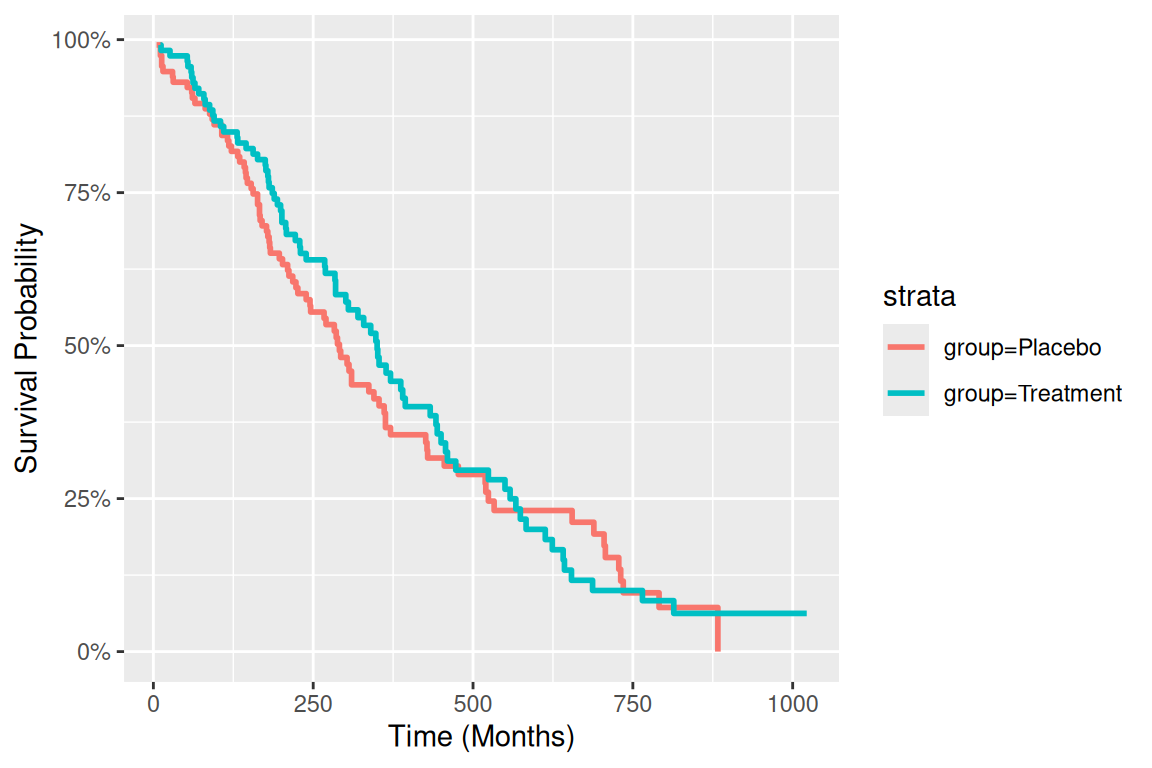 100%
75%
50%
25%
0%
Survival Probability
0 250 500 750 1000
Time (Months)
strata
group=Placebo
group=Treatment